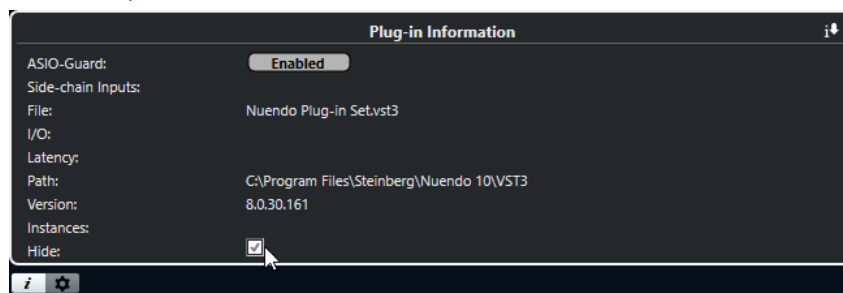 Plug-in Information
ASIO-Guard: Enabled
Side-chain Inputs:
File: Nuendo Plug-in Set.vst3
I/O:
Latency:
Path: C:\Program Files\Steinberg\Nuendo 10\VST3
Version: 8.0.30.161
Instances:
Hide: